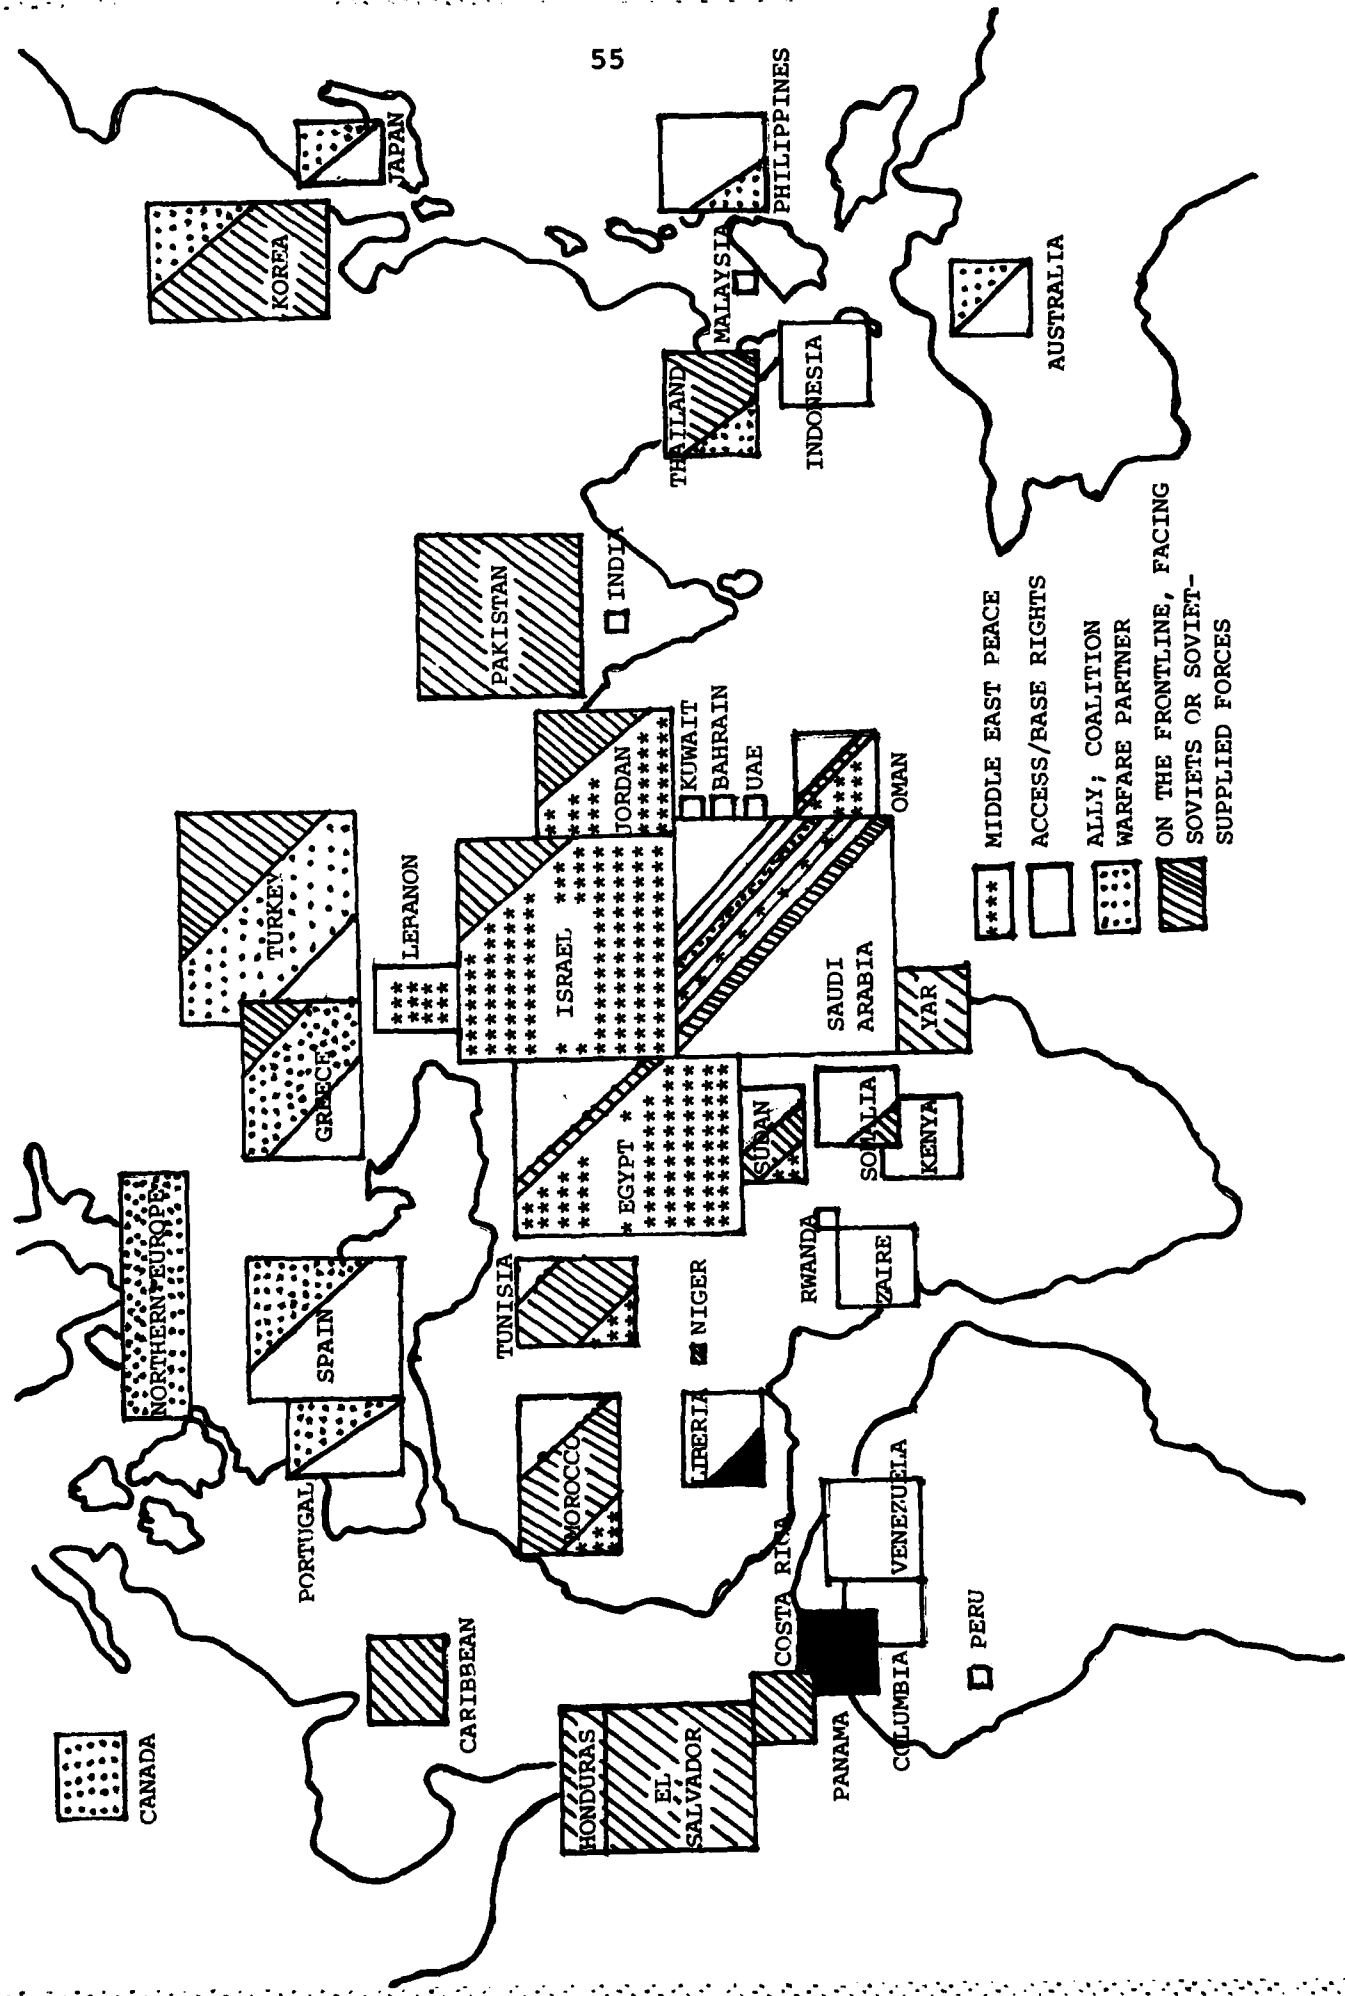 55
CANADA
NORTHERN EUROPE
PORTUGAL
SPAIN
GREECE
TURKEY
LEBANON
KOREA
JAPAN
CARIBBEAN
HONDURAS
EL
SALVADOR
COSTA RICA
PANAMA
COLUMBIA
VENEZUELA
PERU
MOROCCO
TUNISIA
LIBERIA
NIGER
EGYPT
ISRAEL
JORDAN
KUWAIT
BAHRAIN
UAE
OMAN
SAUDI
ARABIA
YAR
SUDAN
SOMALIA
KENYA
RWANDA
ZAIRE
PAKISTAN
INDIA
THAILAND
MALAYSIA
PHILIPPINES
INDONESIA
AUSTRALIA
MIDDLE EAST PEACE
ACCESS/BASE RIGHTS
ALLY; COALITION
WARFARE PARTNER
ON THE FRONTLINE, FACING
SOVIETS OR SOVIET-
SUPPLIED FORCES